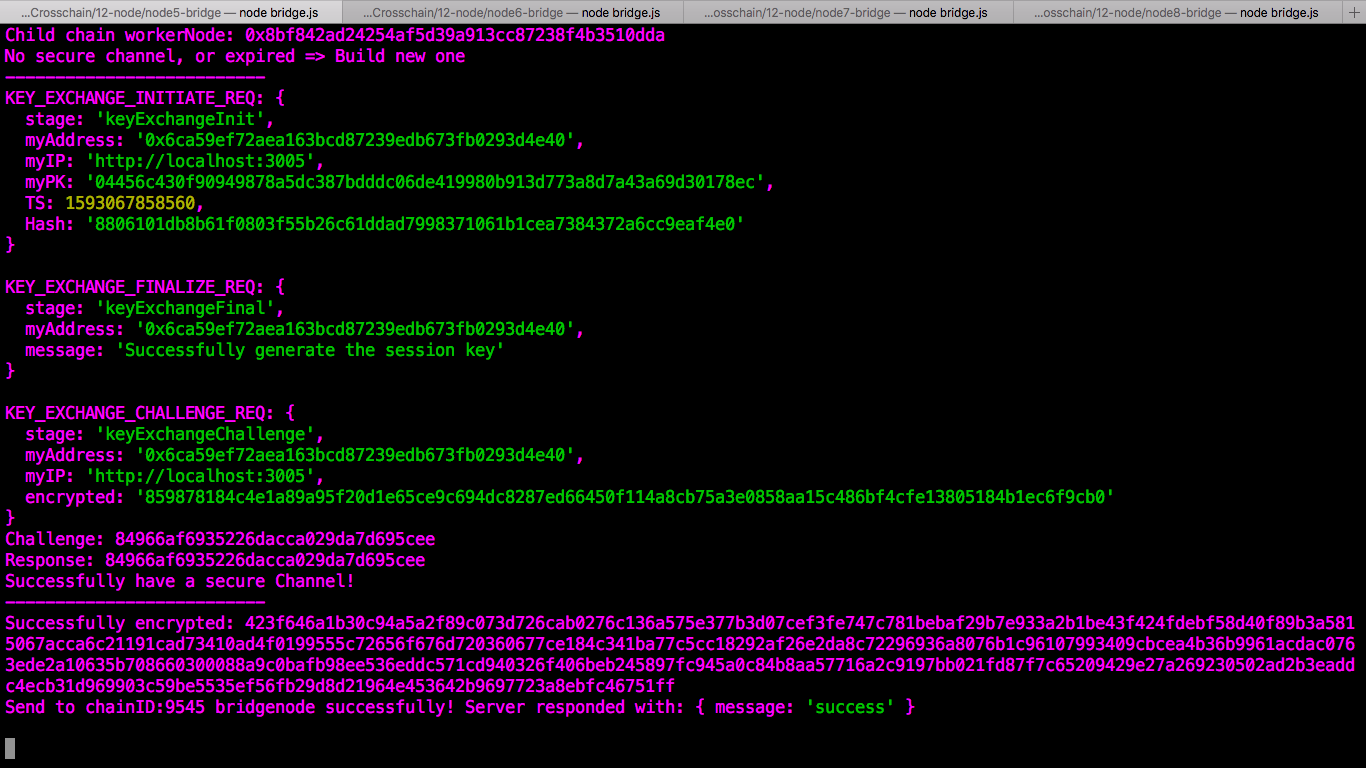 ...Crosschain/12-node/node5-bridge — node bridge.js
...Crosschain/12-node/node6-bridge — node bridge.js
...osschain/12-node/node7-bridge — node bridge.js
...osschain/12-node/node8-bridge — node bridge.js
Child chain workerNode: 0x8bf842ad24254af5d39a913cc87238f4b3510dda
No secure channel, or expired => Build new one
--------------------------
KEY_EXCHANGE_INITIATE_REQ: {
  stage: 'keyExchangeInit',
  myAddress: '0x6ca59ef72aea163bcd87239edb673fb0293d4e40',
  myIP: 'http://localhost:3005',
  myPK: '04456c430f90949878a5dc387bdddc06de419980b913d773a8d7a43a69d30178ec',
  TS: 1593067858560,
  Hash: '8806101db8b61f0803f55b26c61ddad7998371061b1cea7384372a6cc9eaf4e0'
}
KEY_EXCHANGE_FINALIZE_REQ: {
  stage: 'keyExchangeFinal',
  myAddress: '0x6ca59ef72aea163bcd87239edb673fb0293d4e40',
  message: 'Successfully generate the session key'
}
KEY_EXCHANGE_CHALLENGE_REQ: {
  stage: 'keyExchangeChallenge',
  myAddress: '0x6ca59ef72aea163bcd87239edb673fb0293d4e40',
  myIP: 'http://localhost:3005',
  encrypted: '859878184c4e1a89a95f20d1e65ce9c694dc8287ed66450f114a8cb75a3e0858aa15c486bf4cfe13805184b1ec6f9cb0'
}
Challenge: 84966af6935226dacca029da7d695cee
Response: 84966af6935226dacca029da7d695cee
Successfully have a secure Channel!
--------------------------
Successfully encrypted: 423f646a1b30c94a5a2f89c073d726cab0276c136a575e377b3d07cef3fe747c781bebaf29b7e933a2b1be43f424fdebf58d40f89b3a581
5067acca6c21191cad73410ad4f0199555c72656f676d720360677ce184c341ba77c5cc18292af26e2da8c72296936a8076b1c96107993409cbcea4b36b9961acdac076
3ede2a10635b708660300088a9c0bafb98ee536eddc571cd940326f406beb245897fc945a0c84b8aa57716a2c9197bb021fd87f7c65209429e27a269230502ad2b3eadd
c4ecb31d969903c59be5535ef56fb29d8d21964e453642b9697723a8ebfc46751ff
Send to chainID:9545 bridgenode successfully! Server responded with: { message: 'success' }